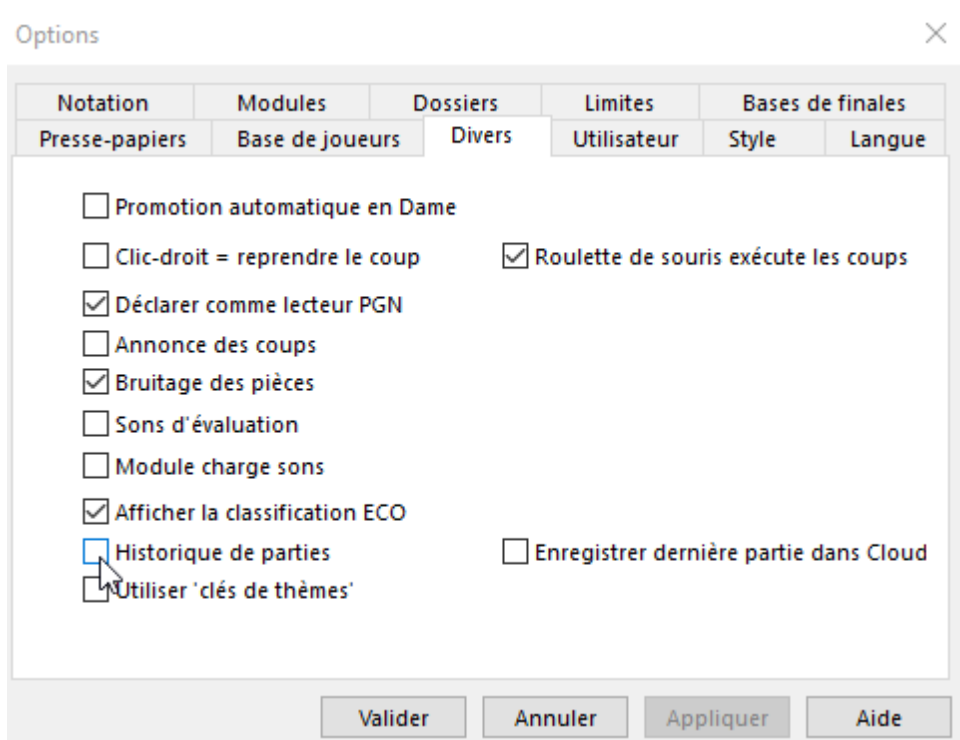 Options
Notation Modules Dossiers Limites Bases de finales
Presse-papiers Base de joueurs Divers Utilisateur Style Langue
Promotion automatique en Dame
Clic-droit = reprendre le coup Roulette de souris exécute les coups
Déclarer comme lecteur PGN
Annonce des coups
Bruitage des pièces
Sons d'évaluation
Module charge sons
Afficher la classification ECO
Historique de parties Enregistrer dernière partie dans Cloud
Utiliser 'clés de thèmes'
Valider Annuler Appliquer Aide